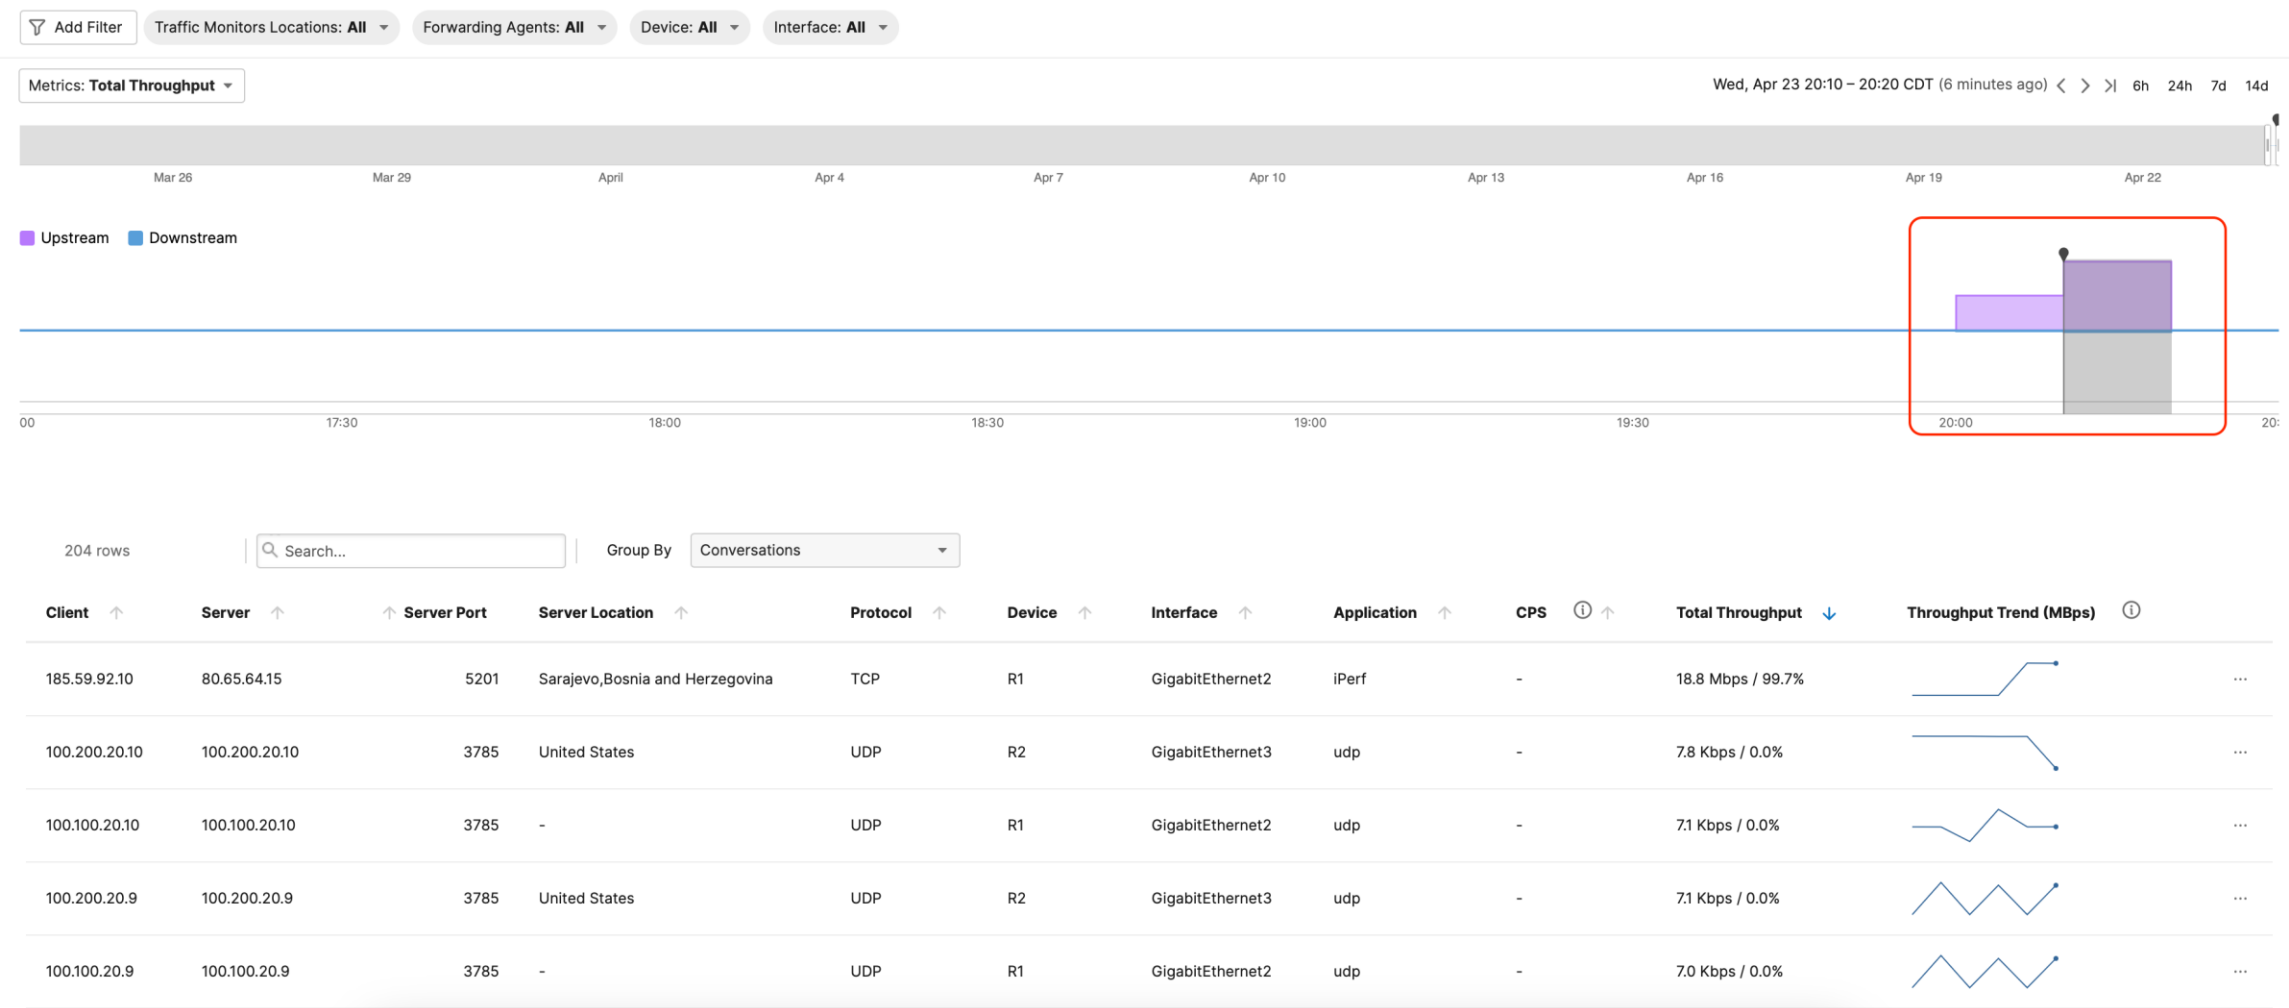 Add Filter Traffic Monitors Locations: All Forwarding Agents: All Device: All Interface: All
Metrics: Total Throughput Wed, Apr 23 20:10 – 20:20 CDT (6 minutes ago) 6h 24h 7d 14d
Mar 26 Mar 29 April Apr 4 Apr 7 Apr 10 Apr 13 Apr 16 Apr 19 Apr 22
Upstream Downstream
00 17:30 18:00 18:30 19:00 19:30 20:00 20:
204 rows Search... Group By Conversations
Client Server Server Port Server Location Protocol Device Interface Application CPS Total Throughput Throughput Trend (MBps)
185.59.92.10 80.65.64.15 5201 Sarajevo,Bosnia and Herzegovina TCP R1 GigabitEthernet2 iPerf - 18.8 Mbps / 99.7% ...
100.200.20.10 100.200.20.10 3785 United States UDP R2 GigabitEthernet3 udp - 7.8 Kbps / 0.0% ...
100.100.20.10 100.100.20.10 3785 - UDP R1 GigabitEthernet2 udp - 7.1 Kbps / 0.0% ...
100.200.20.9 100.200.20.9 3785 United States UDP R2 GigabitEthernet3 udp - 7.1 Kbps / 0.0% ...
100.100.20.9 100.100.20.9 3785 - UDP R1 GigabitEthernet2 udp - 7.0 Kbps / 0.0% ...